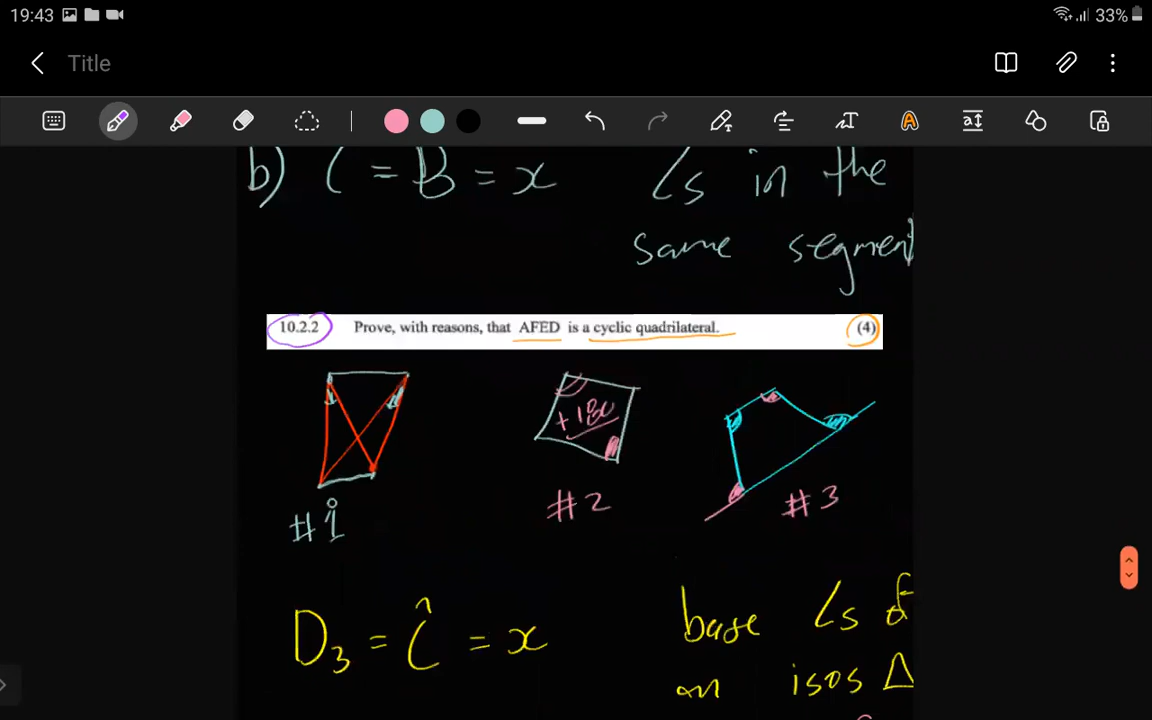 19:43 33%
Title
b) C = B = x ∠s in the
same segment
10.2.2 Prove, with reasons, that AFED is a cyclic quadrilateral. (4)
+180
#1 #2 #3
D₃ = Ĉ = x base ∠s of
an isos Δ